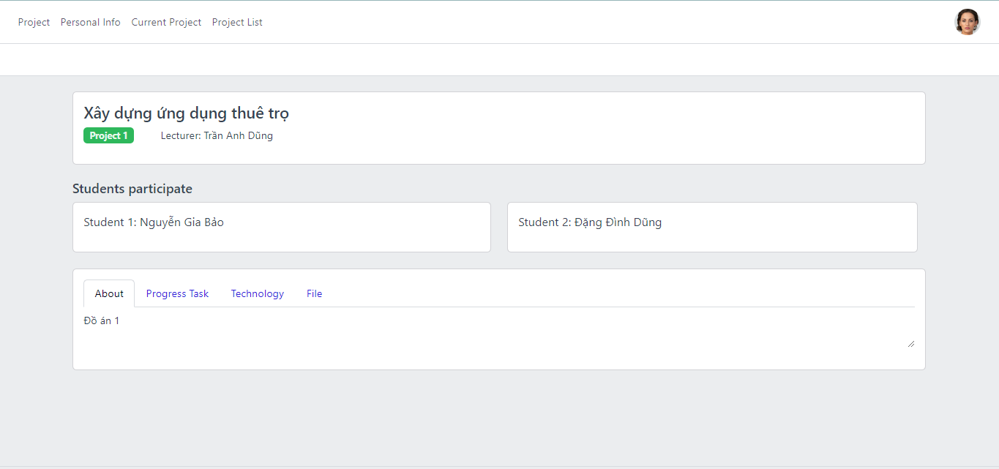 Project Personal Info Current Project Project List
Xây dựng ứng dụng thuê trọ
Project 1 Lecturer: Trần Anh Dũng
Students participate
Student 1: Nguyễn Gia Bảo Student 2: Đặng Đình Dũng
About Progress Task Technology File
Đồ án 1